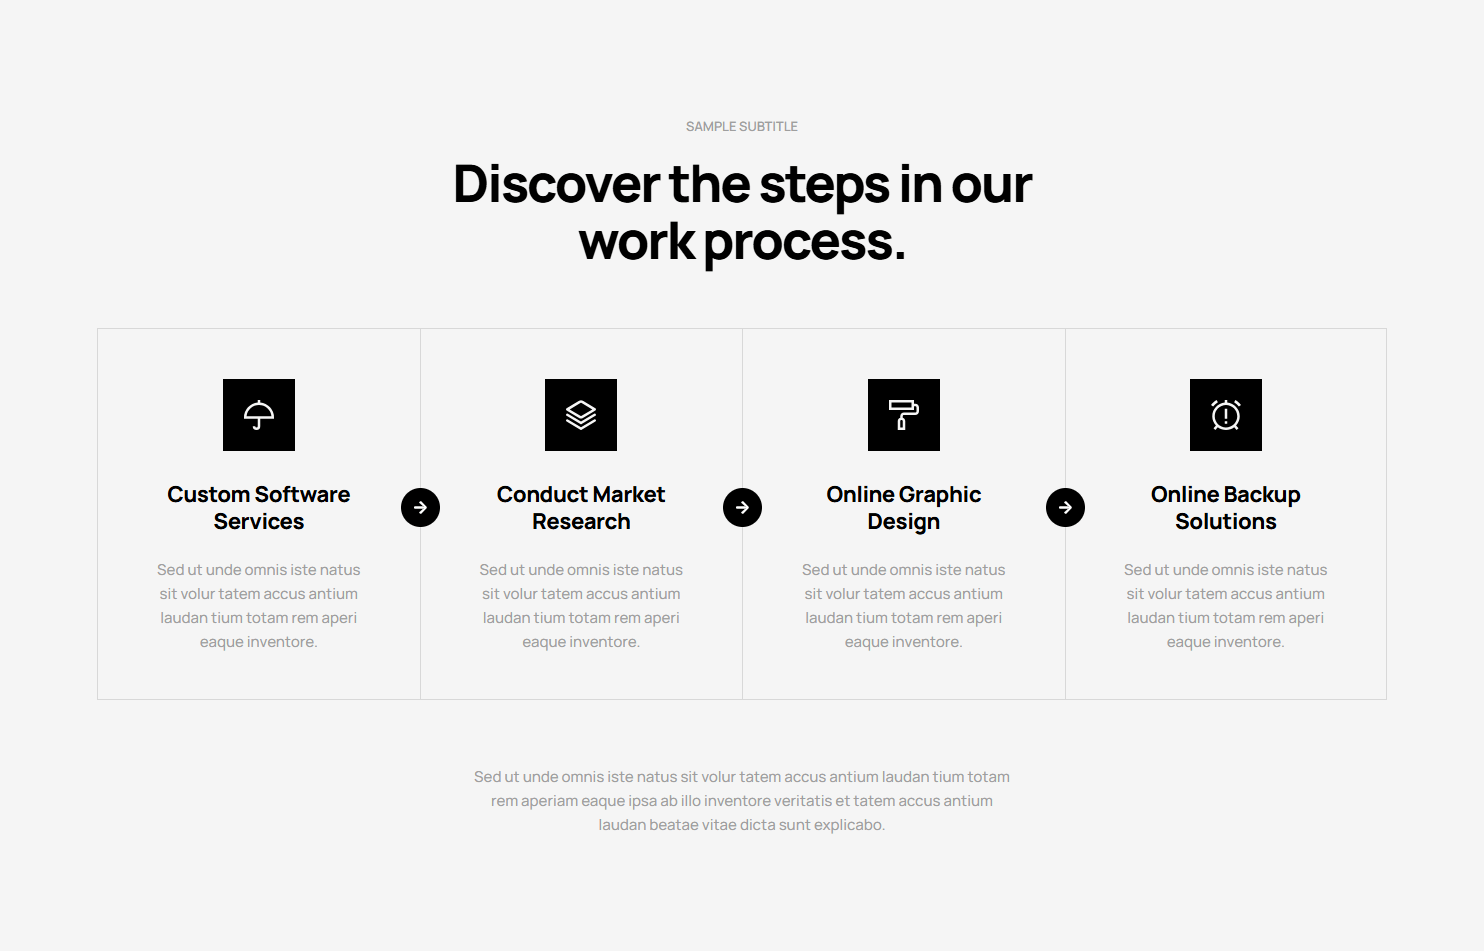 SAMPLE SUBTITLE
Discover the steps in our
work process.
Custom Software
Services
Sed ut unde omnis iste natus
sit volur tatem accus antium
laudan tium totam rem aperi
eaque inventore.
Conduct Market
Research
Sed ut unde omnis iste natus
sit volur tatem accus antium
laudan tium totam rem aperi
eaque inventore.
Online Graphic
Design
Sed ut unde omnis iste natus
sit volur tatem accus antium
laudan tium totam rem aperi
eaque inventore.
Online Backup
Solutions
Sed ut unde omnis iste natus
sit volur tatem accus antium
laudan tium totam rem aperi
eaque inventore.
Sed ut unde omnis iste natus sit volur tatem accus antium laudan tium totam
rem aperiam eaque ipsa ab illo inventore veritatis et tatem accus antium
laudan beatae vitae dicta sunt explicabo.